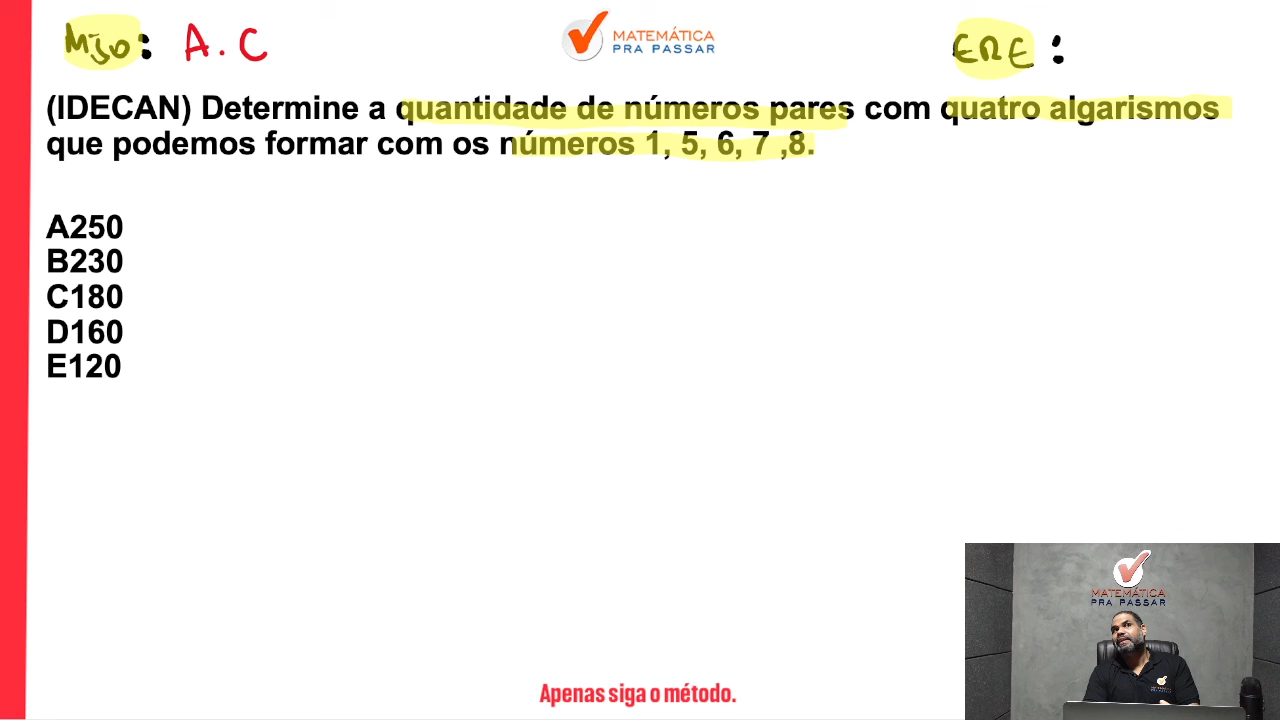 Mjo: A.C
MATEMÁTICA
PRA PASSAR
ERE:
(IDECAN) Determine a quantidade de números pares com quatro algarismos
que podemos formar com os números 1, 5, 6, 7 ,8.
A250
B230
C180
D160
E120
MATEMÁTICA
PRA PASSAR
Apenas siga o método.